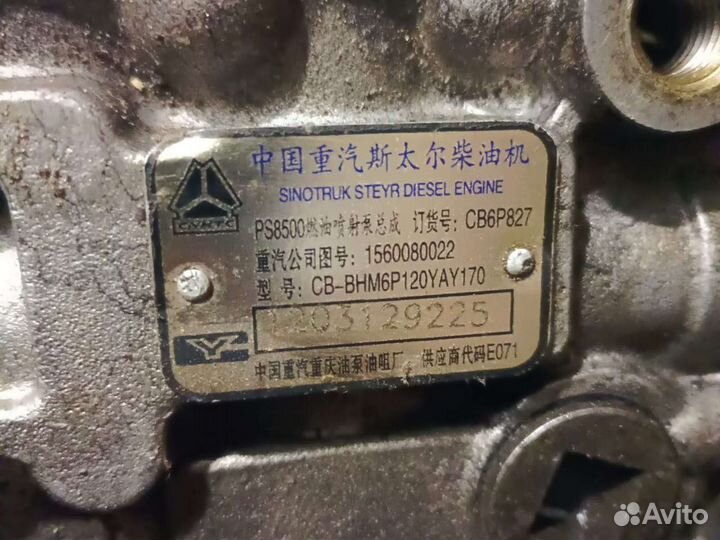 中国重汽斯太尔柴油机
SINOTRUK STEYR DIESEL ENGINE
PS8500燃油喷射泵总成 订货号: CB6P827
重汽公司图号: 1560080022
型 号: CB-BHM6P120YAY170
1203129225
中国重汽重庆油泵油咀厂 供应商代码E071
CNHTC
Avito